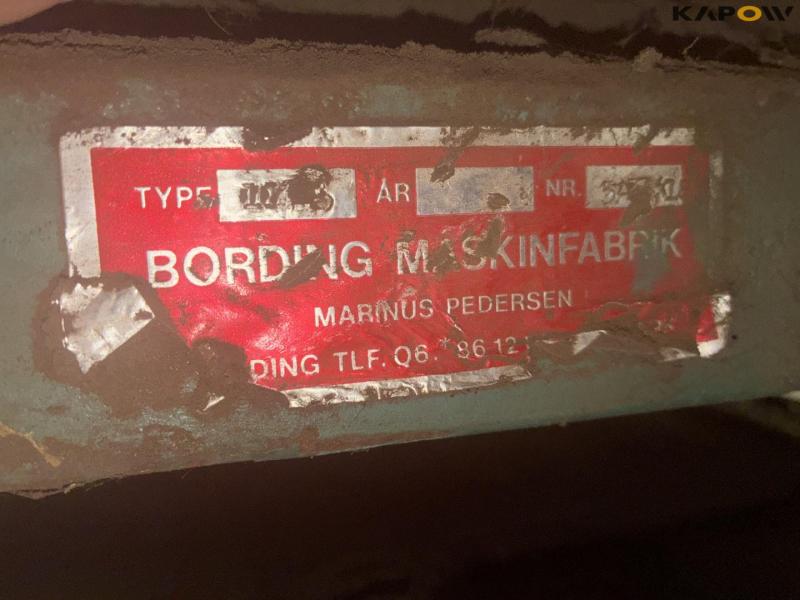 KAPOW
TYPE ÅR NR.
BORDING MASKINFABRIK
MARINUS PEDERSEN
DING TLF. 06. * 86 12